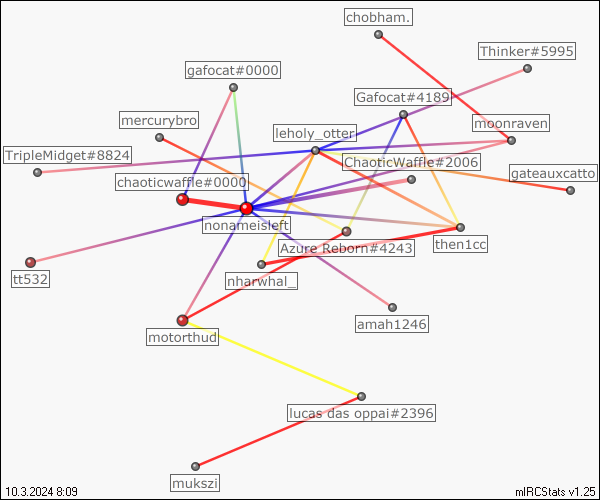 chobham.
Thinker#5995
gafocat#0000
Gafocat#4189
mercurybro
leholy_otter
moonraven
TripleMidget#8824
ChaoticWaffle#2006
gateauxcatto
chaoticwaffle#0000
nonameisleft
then1cc
Azure Reborn#4243
tt532
nharwhal_
amah1246
motorthud
lucas das oppai#2396
mukszi
10.3.2024 8:09
mIRCStats v1.25